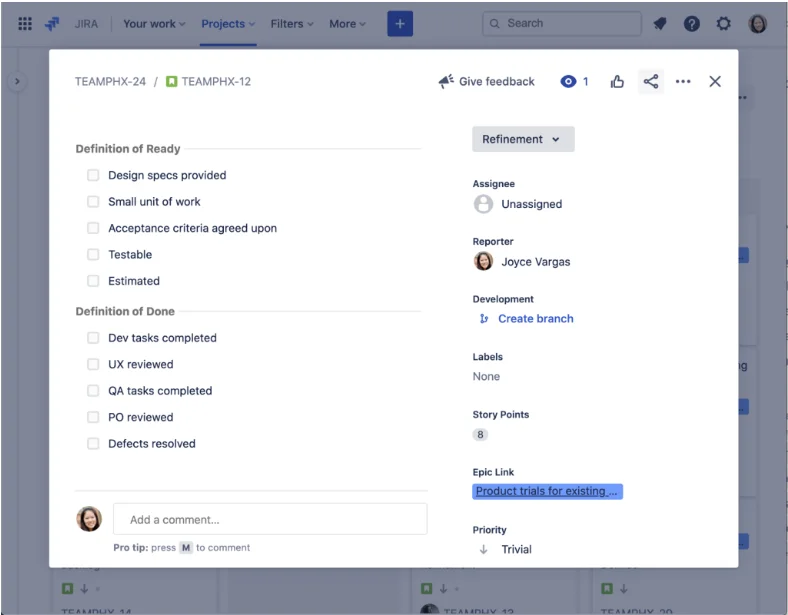 JIRA Your work Projects Filters More + Search
TEAMPHX-24 / TEAMPHX-12 Give feedback 1
Definition of Ready
Design specs provided
Small unit of work
Acceptance criteria agreed upon
Testable
Estimated
Definition of Done
Dev tasks completed
UX reviewed
QA tasks completed
PO reviewed
Defects resolved
Add a comment...
Pro tip: press M to comment
Refinement
Assignee
Unassigned
Reporter
Joyce Vargas
Development
Create branch
Labels
None
Story Points
8
Epic Link
Product trials for existing ...
Priority
Trivial
TEAMPHX-14 TEAMPHX-13